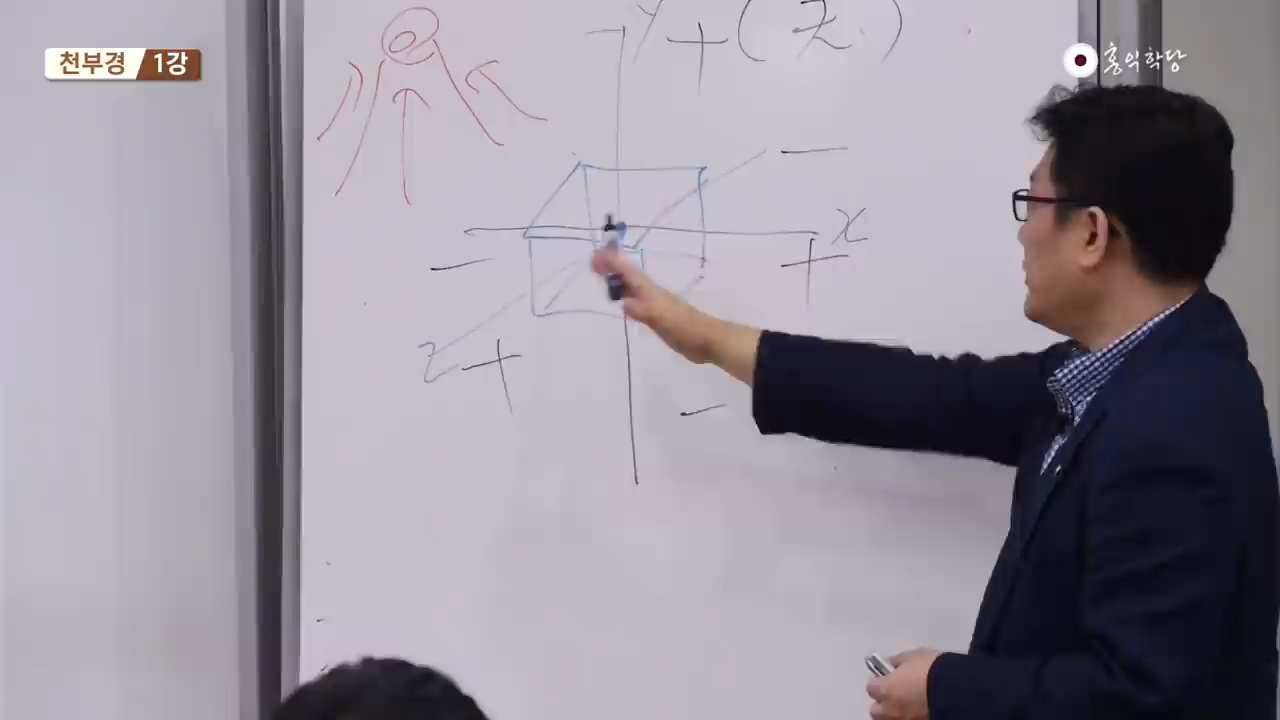 천부경 1강
홍익학당
y + (天)
−
x
− +
z +
−